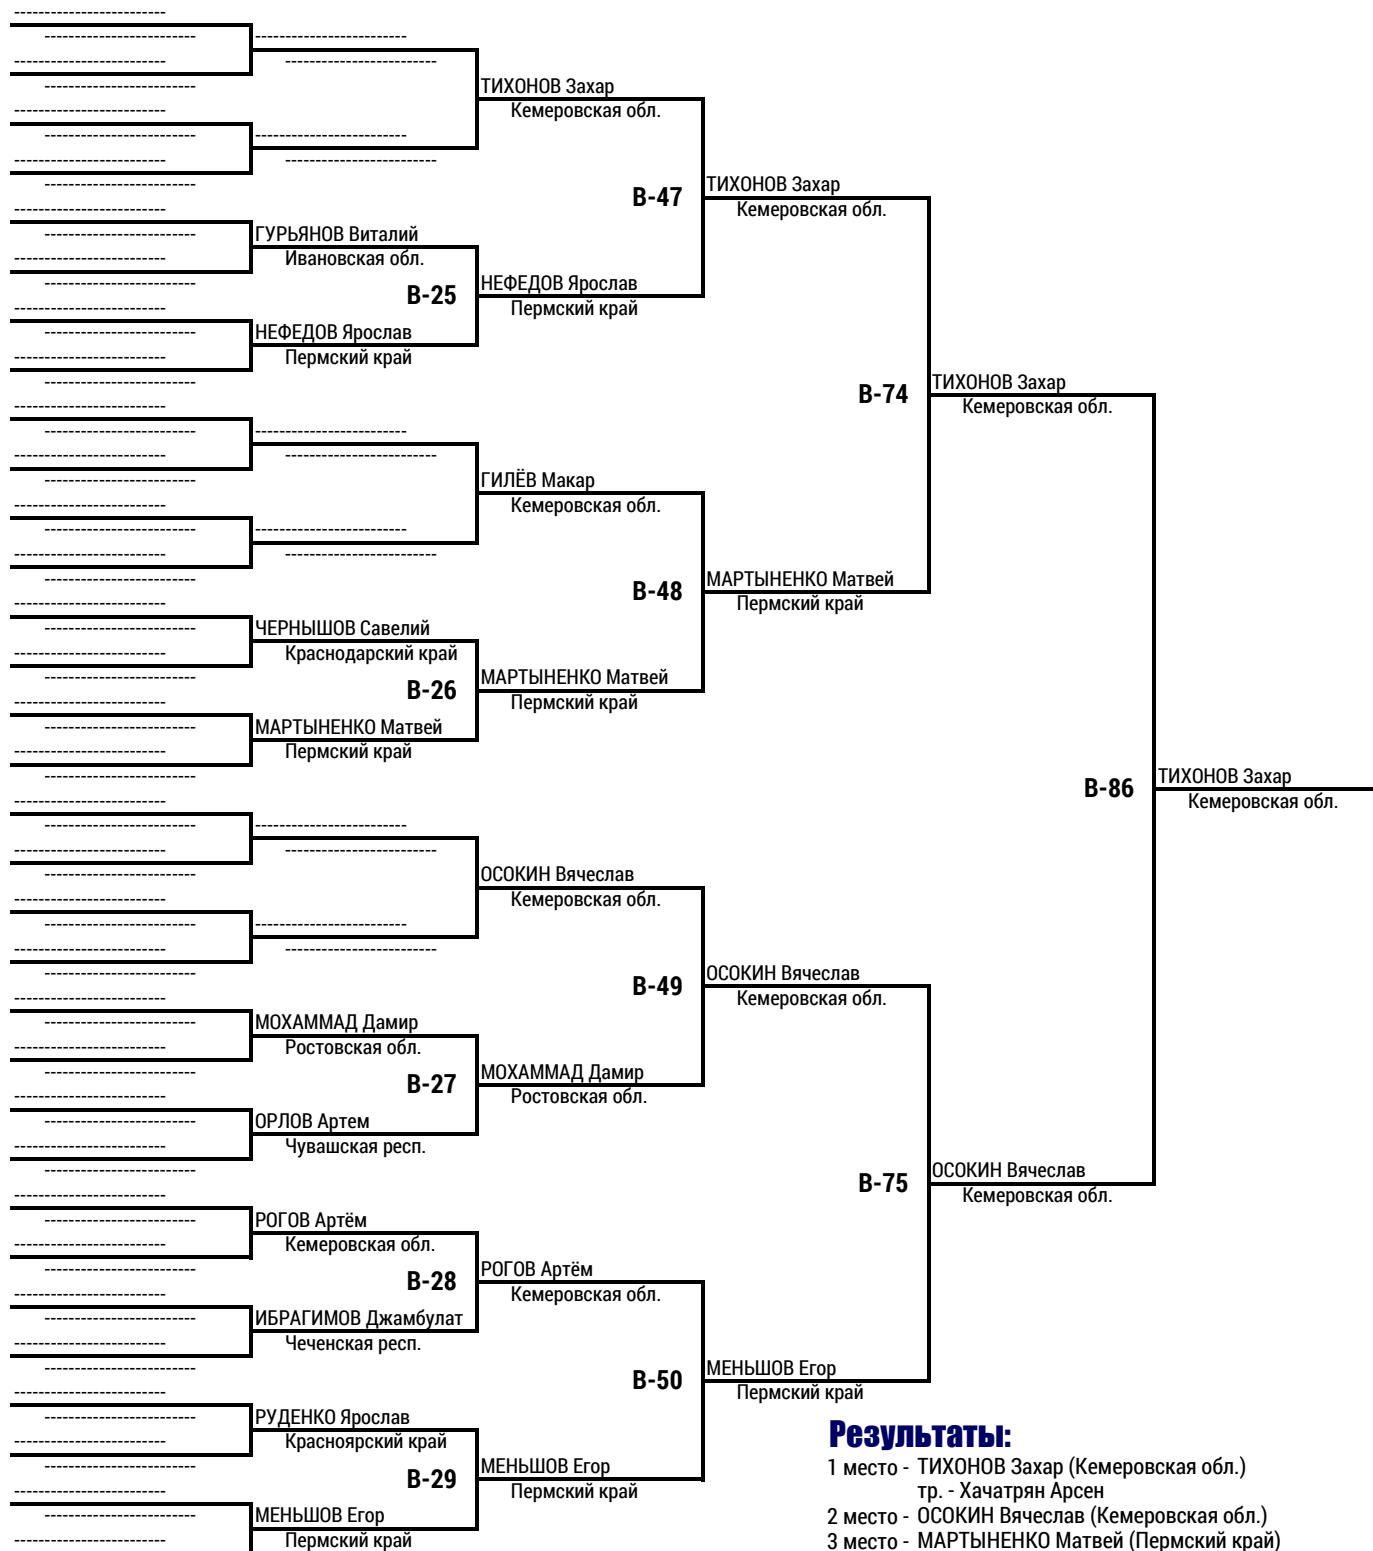 ТИХОНОВ Захар
Кемеровская обл.
B-47
ТИХОНОВ Захар
Кемеровская обл.
ГУРЬЯНОВ Виталий
Ивановская обл.
B-25
НЕФЕДОВ Ярослав
Пермский край
НЕФЕДОВ Ярослав
Пермский край
B-74
ТИХОНОВ Захар
Кемеровская обл.
ГИЛЁВ Макар
Кемеровская обл.
B-48
МАРТЫНЕНКО Матвей
Пермский край
ЧЕРНЫШОВ Савелий
Краснодарский край
B-26
МАРТЫНЕНКО Матвей
Пермский край
МАРТЫНЕНКО Матвей
Пермский край
B-86
ТИХОНОВ Захар
Кемеровская обл.
ОСОКИН Вячеслав
Кемеровская обл.
B-49
ОСОКИН Вячеслав
Кемеровская обл.
МОХАММАД Дамир
Ростовская обл.
B-27
МОХАММАД Дамир
Ростовская обл.
ОРЛОВ Артем
Чувашская респ.
B-75
ОСОКИН Вячеслав
Кемеровская обл.
РОГОВ Артём
Кемеровская обл.
B-28
РОГОВ Артём
Кемеровская обл.
ИБРАГИМОВ Джамбулат
Чеченская респ.
B-50
МЕНЬШОВ Егор
Пермский край
РУДЕНКО Ярослав
Красноярский край
B-29
МЕНЬШОВ Егор
Пермский край
МЕНЬШОВ Егор
Пермский край
Результаты:
1 место - ТИХОНОВ Захар (Кемеровская обл.)
тр. - Хачатрян Арсен
2 место - ОСОКИН Вячеслав (Кемеровская обл.)
3 место - МАРТЫНЕНКО Матвей (Пермский край)